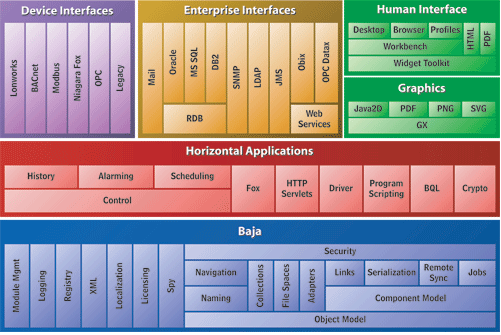 Device Interfaces
Lonworks
BACnet
Modbus
Niagara Fox
OPC
Legacy
Enterprise Interfaces
Mail
Oracle
MS SQL
DB2
RDB
SNMP
LDAP
JMS
Obix
OPC Datax
Web
Services
Human Interface
Desktop
Browser
Profiles
HTML
PDF
Workbench
Widget Toolkit
Graphics
Java2D
PDF
PNG
SVG
GX
Horizontal Applications
History
Alarming
Scheduling
Control
Fox
HTTP
Servlets
Driver
Program
Scripting
BQL
Crypto
Baja
Module Mgmt
Logging
Registry
XML
Localization
Licensing
Spy
Security
Navigation
Naming
Collections
File Spaces
Adapters
Links
Serialization
Remote
Sync
Jobs
Component Model
Object Model